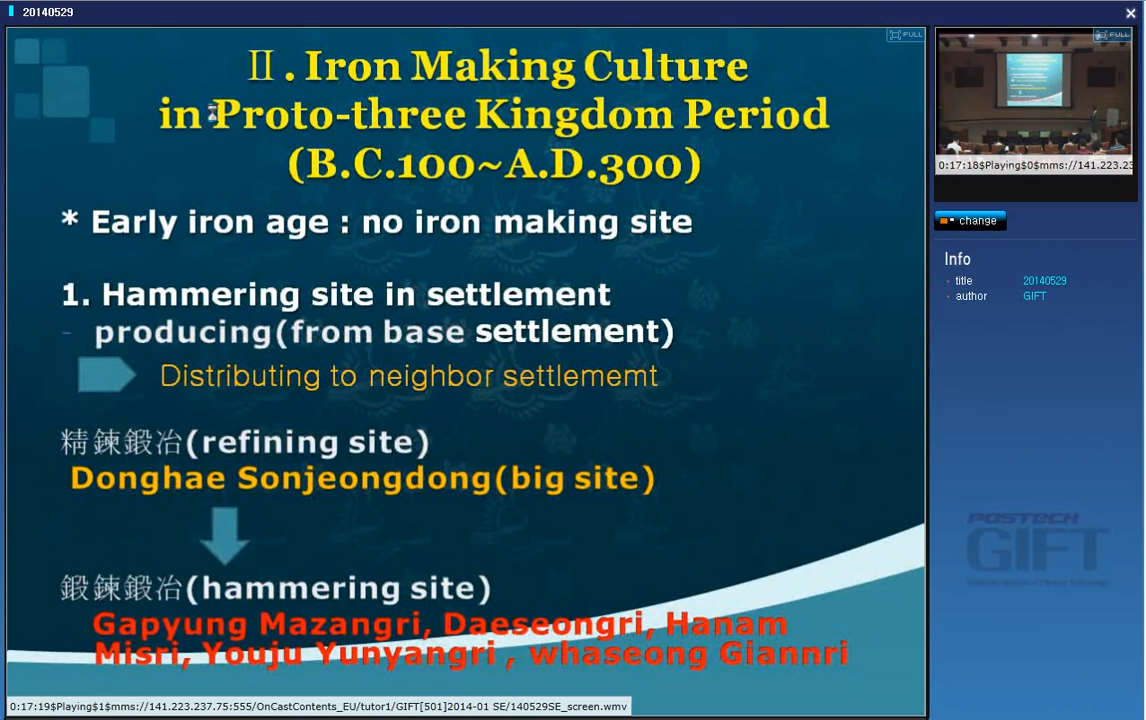 20140529
FULL
Ⅱ. Iron Making Culture
in Proto-three Kingdom Period
(B.C.100~A.D.300)
* Early iron age : no iron making site
1. Hammering site in settlement
- producing(from base settlement)
Distributing to neighbor settlememt
精鍊鍛冶(refining site)
Donghae Sonjeongdong(big site)
鍛鍊鍛冶(hammering site)
Gapyung Mazangri, Daeseongri, Hanam
Misri, Youju Yunyangri , whaseong Giannri
0:17:19$Playing$1$mms://141.223.237.75:555/OnCastContents_EU/tutor1/GIFT[501]2014-01 SE/140529SE_screen.wmv
FULL
0:17:18$Playing$0$mms://141.223.23
change
Info
title 20140529
author GIFT
POSTECH
GIFT